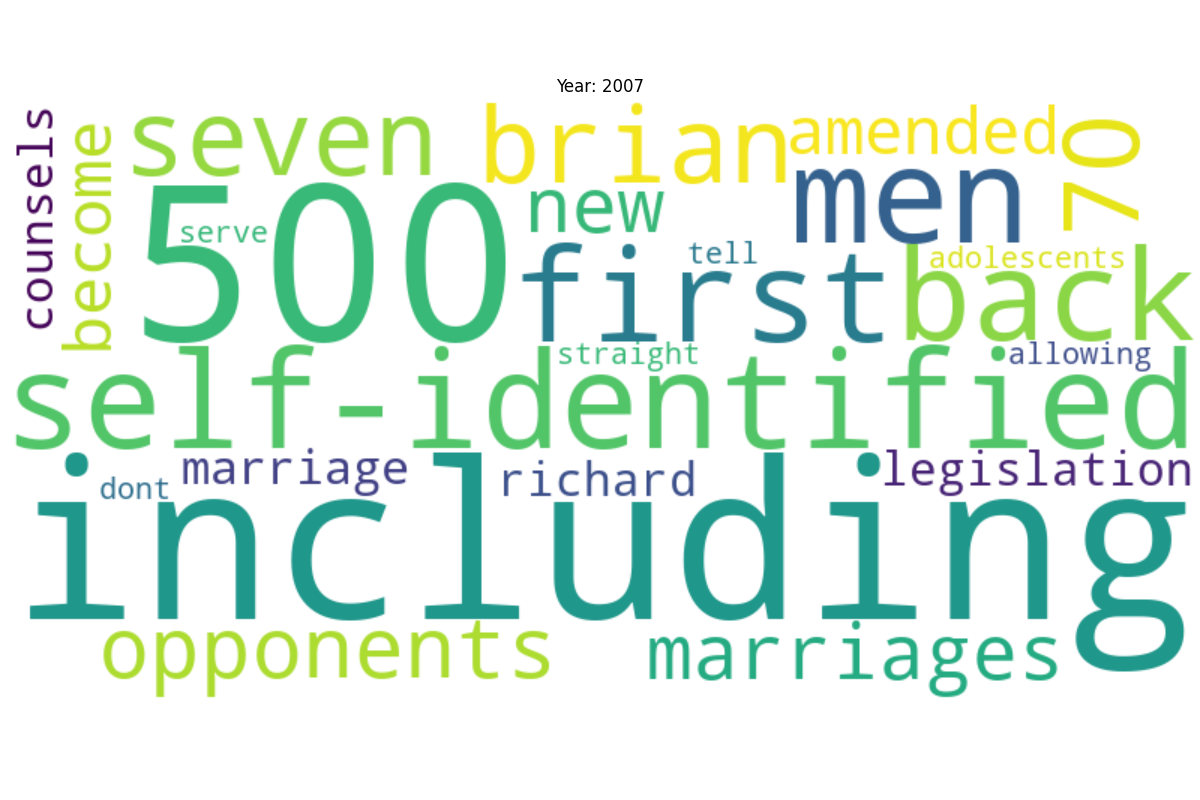 Year: 2007
counsels
become
seven
brian
amended
70
500
serve
new
men
first
tell
back
adolescents
self-identified
straight
allowing
including
dont
marriage
richard
legislation
opponents
marriages